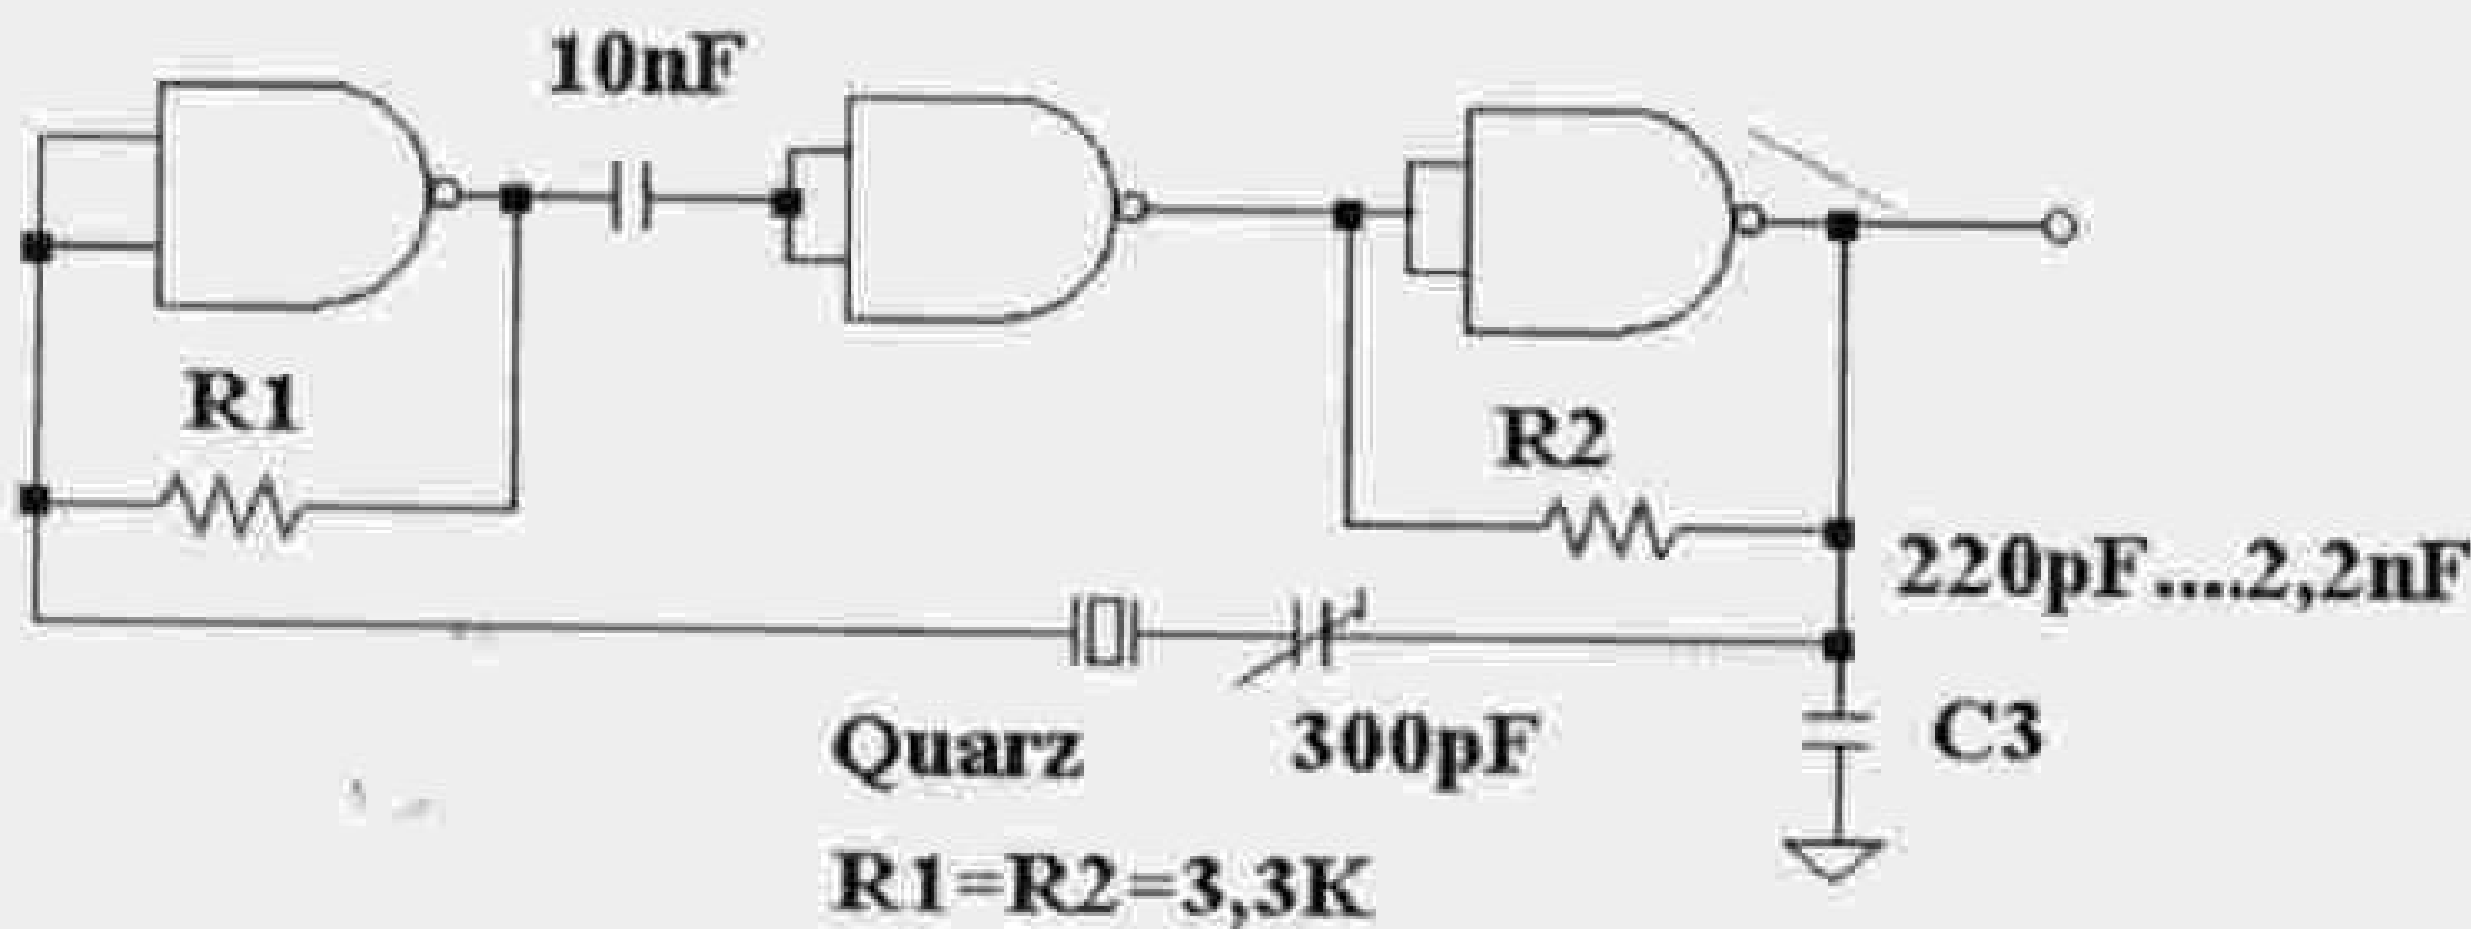 10nF
R1
R2
220pF....2,2nF
Quarz
300pF
C3
R1=R2=3,3K